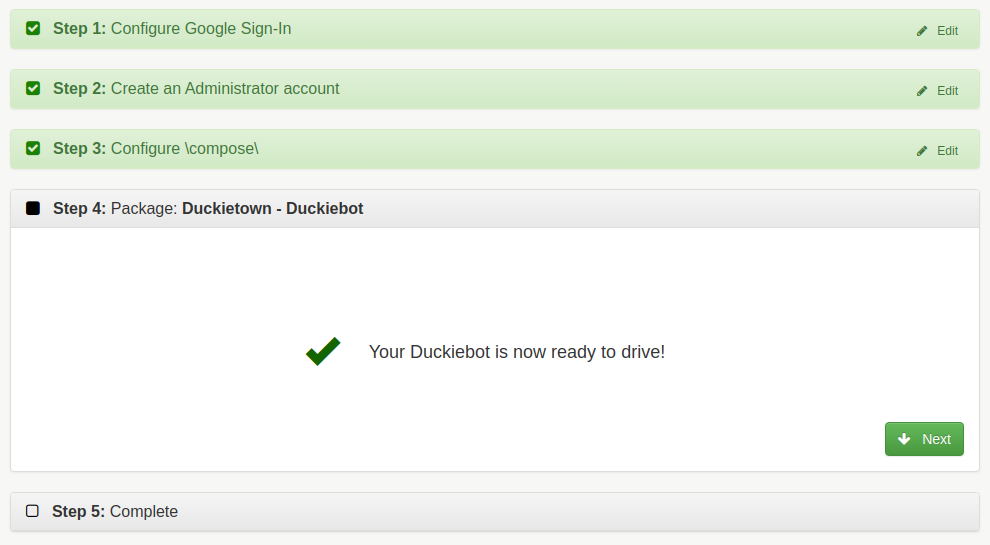 Step 1: Configure Google Sign-In Edit
Step 2: Create an Administrator account Edit
Step 3: Configure \compose\ Edit
Step 4: Package: Duckietown - Duckiebot
Your Duckiebot is now ready to drive!
Next
Step 5: Complete